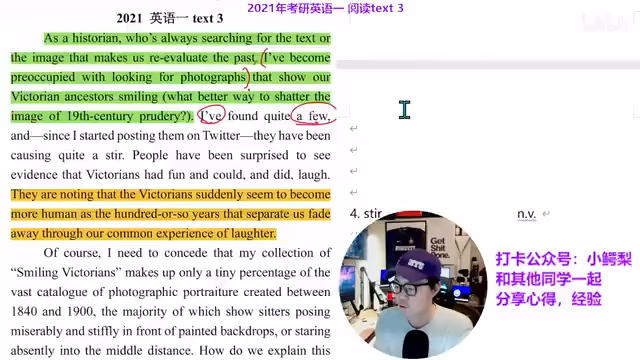 2021年考研英语一 阅读text 3
2021 英语一 text 3
As a historian, who's always searching for the text or
the image that makes us re-evaluate the past, I've become
preoccupied with looking for photographs that show our
Victorian ancestors smiling (what better way to shatter the
image of 19th-century prudery?). I've found quite a few,
and—since I started posting them on Twitter—they have been
causing quite a stir. People have been surprised to see
evidence that Victorians had fun and could, and did, laugh.
They are noting that the Victorians suddenly seem to become
more human as the hundred-or-so years that separate us fade
away through our common experience of laughter.
Of course, I need to concede that my collection of
“Smiling Victorians” makes up only a tiny percentage of the
vast catalogue of photographic portraiture created between
1840 and 1900, the majority of which show sitters posing
miserably and stiffly in front of painted backdrops, or staring
absently into the middle distance. How do we explain this
4. stir
n.v.
Get
Shit
Done.
打卡公众号：小鳄梨
和其他同学一起
分享心得，经验